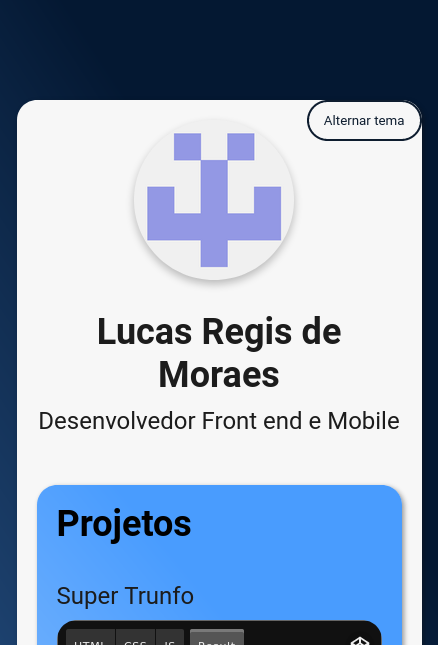 Alternar tema
Lucas Regis de
Moraes
Desenvolvedor Front end e Mobile
Projetos
Super Trunfo
HTML CSS JS Result